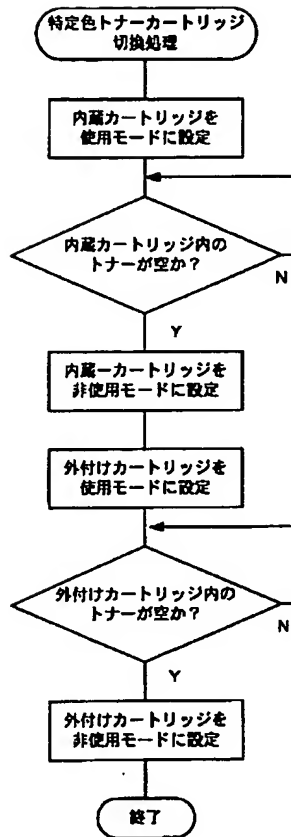 特定色トナーカートリッジ
切換処理
内蔵カートリッジを
使用モードに設定
内蔵カートリッジ内の
トナーが空か？
N
Y
内蔵ーカートリッジを
非使用モードに設定
外付けカートリッジを
使用モードに設定
外付けカートリッジ内の
トナーが空か？
N
Y
外付けカートリッジを
非使用モードに設定
終了